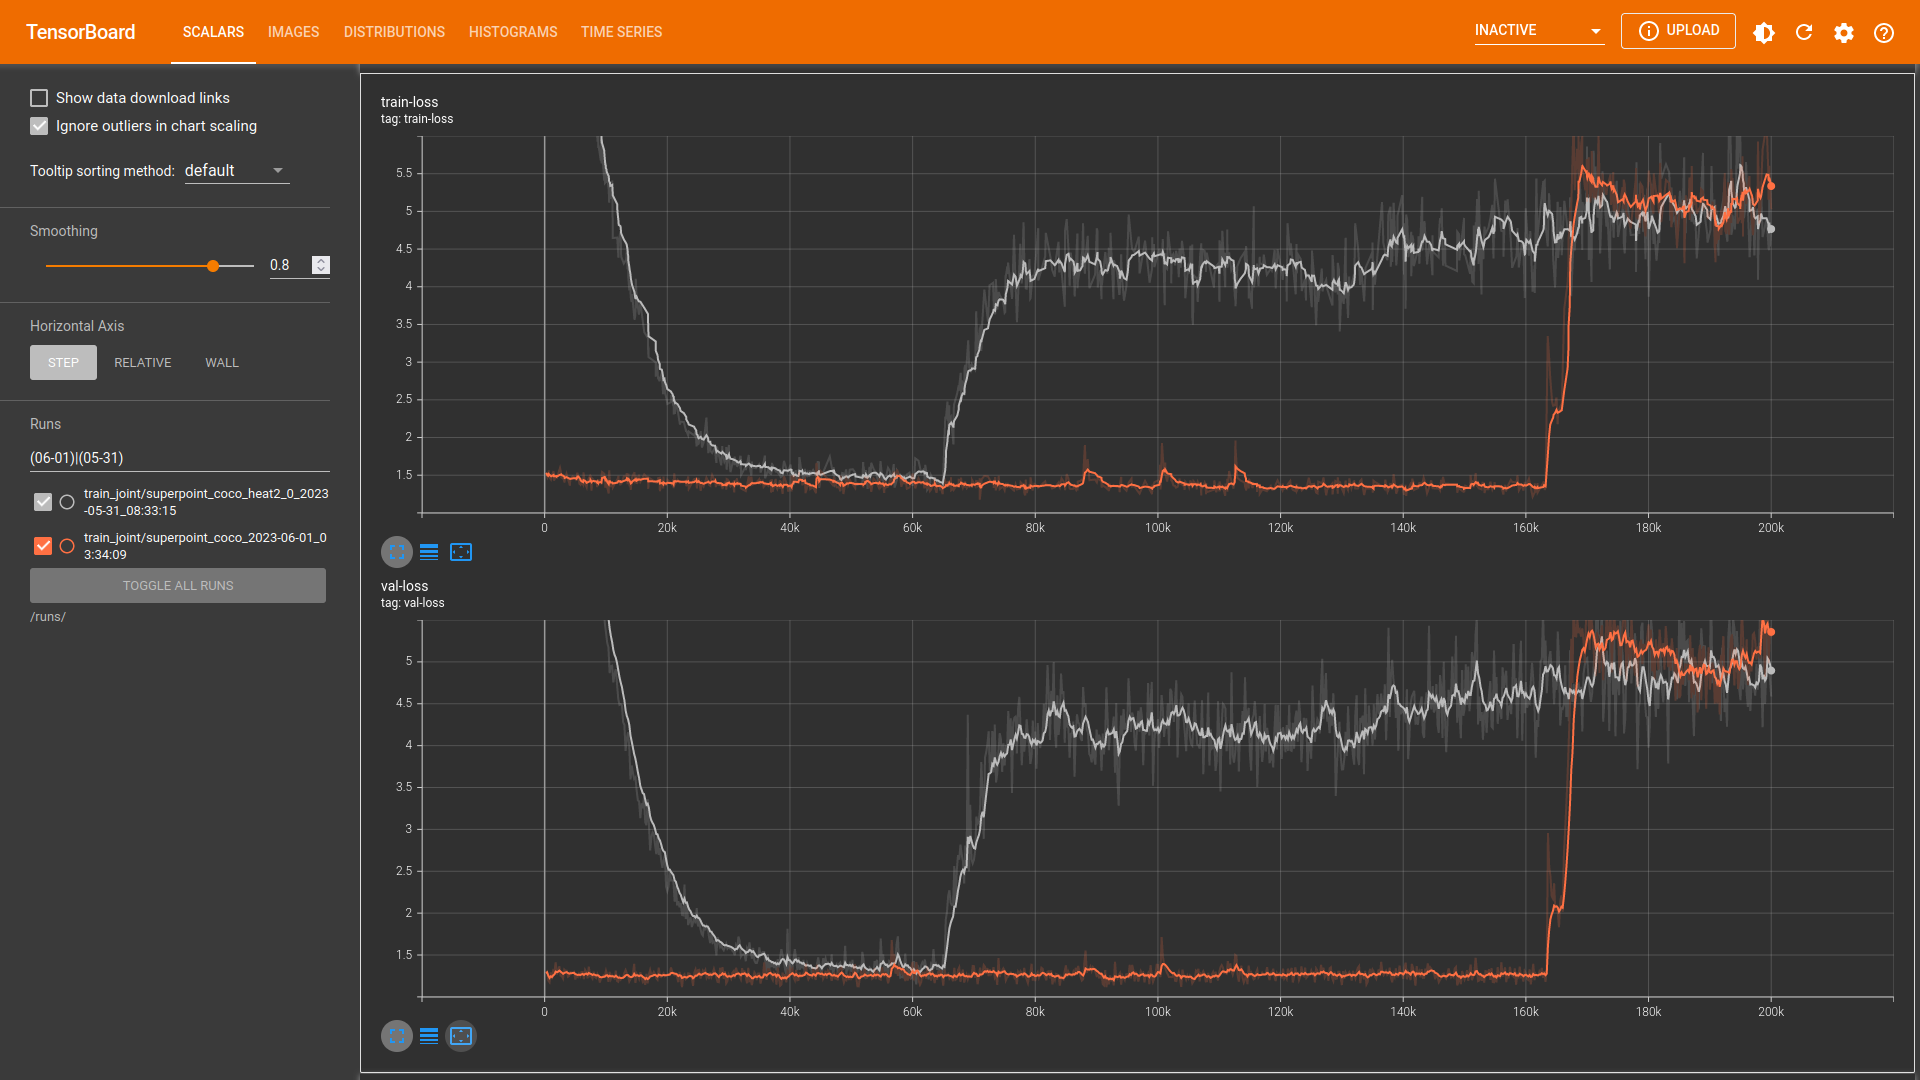 TensorBoard
SCALARS
IMAGES
DISTRIBUTIONS
HISTOGRAMS
TIME SERIES
INACTIVE
UPLOAD
Show data download links
Ignore outliers in chart scaling
Tooltip sorting method: default
Smoothing
0.8
Horizontal Axis
STEP
RELATIVE
WALL
Runs
(06-01)|(05-31)
train_joint/superpoint_coco_heat2_0_2023
-05-31_08:33:15
train_joint/superpoint_coco_2023-06-01_0
3:34:09
TOGGLE ALL RUNS
/runs/
train-loss
tag: train-loss
5.5
5
4.5
4
3.5
3
2.5
2
1.5
0 20k 40k 60k 80k 100k 120k 140k 160k 180k 200k
val-loss
tag: val-loss
5
4.5
4
3.5
3
2.5
2
1.5
0 20k 40k 60k 80k 100k 120k 140k 160k 180k 200k